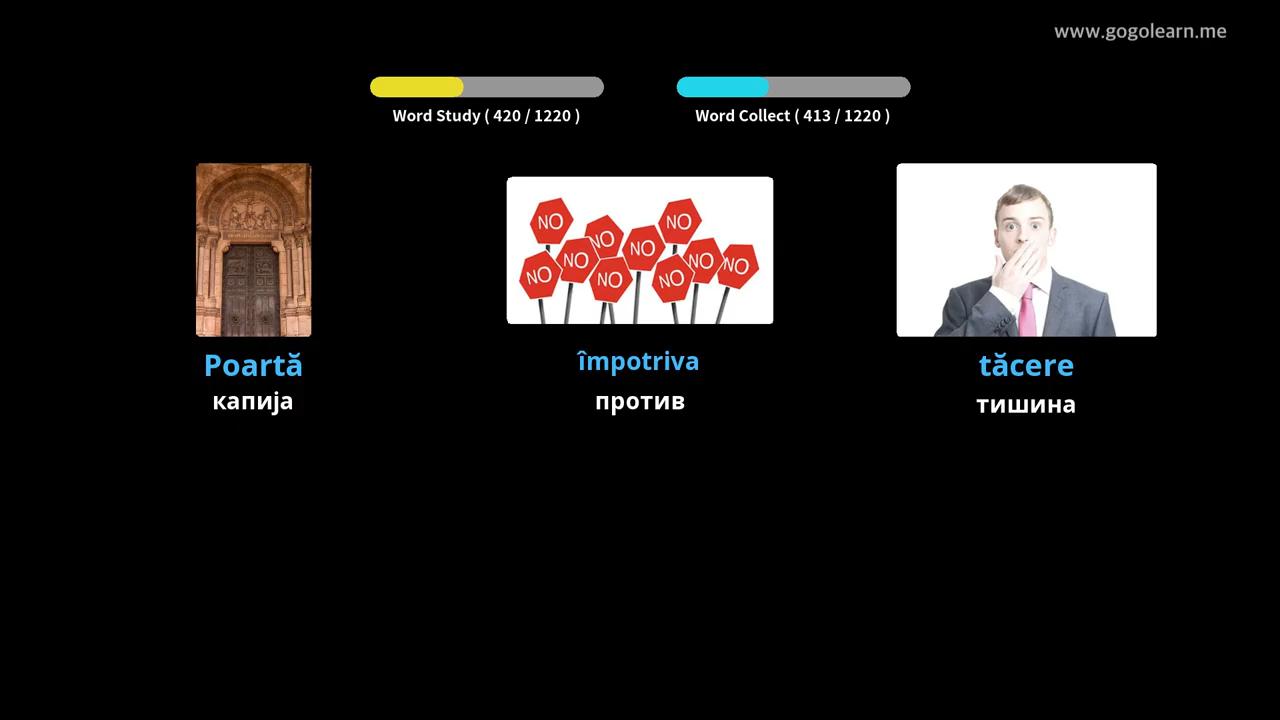 www.gogolearn.me
Word Study ( 420 / 1220 )
Word Collect ( 413 / 1220 )
NO
NO
NO
NO
NO
NO
NO
NO
NO
NO
Poartă
împotriva
tăcere
капија
против
тишина